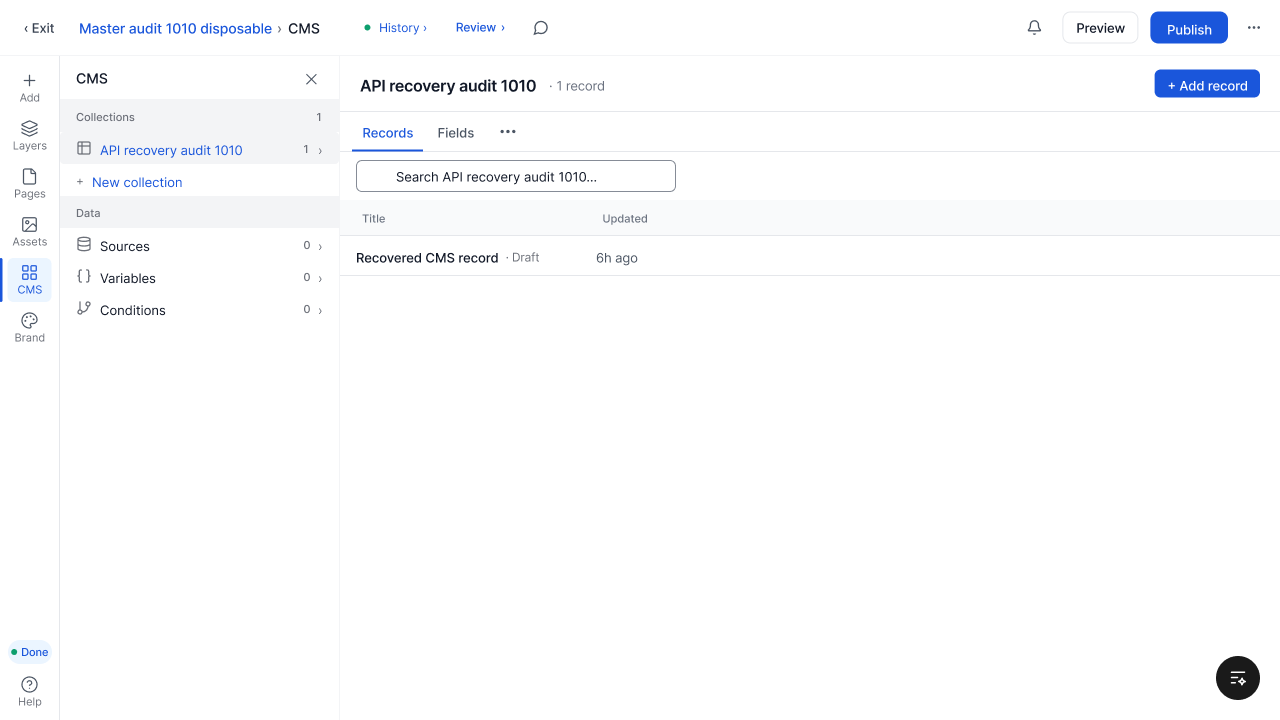 ‹ Exit
Master audit 1010 disposable › CMS
History ›
Review ›
Preview
Publish
Add
Layers
Pages
Assets
CMS
Brand
Done
Help
CMS
Collections 1
API recovery audit 1010 1 ›
+ New collection
Data
Sources 0 ›
Variables 0 ›
Conditions 0 ›
API recovery audit 1010 · 1 record
+ Add record
Records Fields •••
Search API recovery audit 1010...
Title Updated
Recovered CMS record · Draft 6h ago